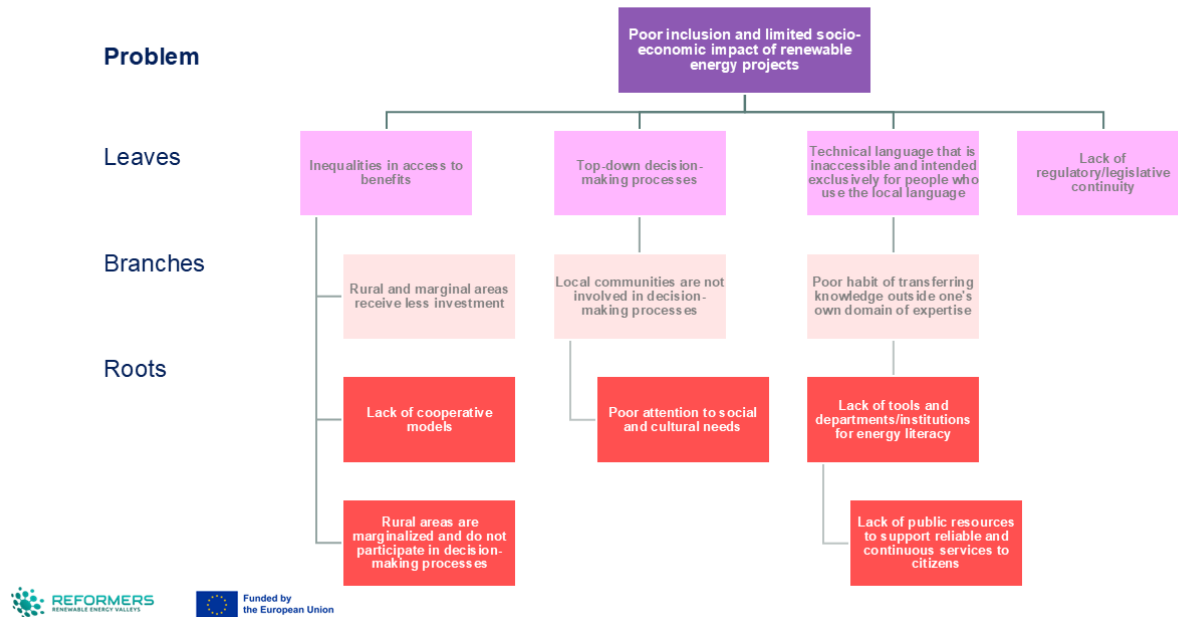 Problem
Poor inclusion and limited socio-
economic impact of renewable
energy projects
Leaves
Inequalities in access to
benefits
Top-down decision-
making processes
Technical language that is
inaccessible and intended
exclusively for people who
use the local language
Lack of
regulatory/legislative
continuity
Branches
Rural and marginal areas
receive less investment
Local communities are not
involved in decision-
making processes
Poor habit of transferring
knowledge outside one's
own domain of expertise
Roots
Lack of cooperative
models
Poor attention to social
and cultural needs
Lack of tools and
departments/institutions
for energy literacy
Rural areas are
marginalized and do not
participate in decision-
making processes
Lack of public resources
to support reliable and
continuous services to
citizens
REFORMERS
RENEWABLE ENERGY VALLEYS
Funded by
the European Union